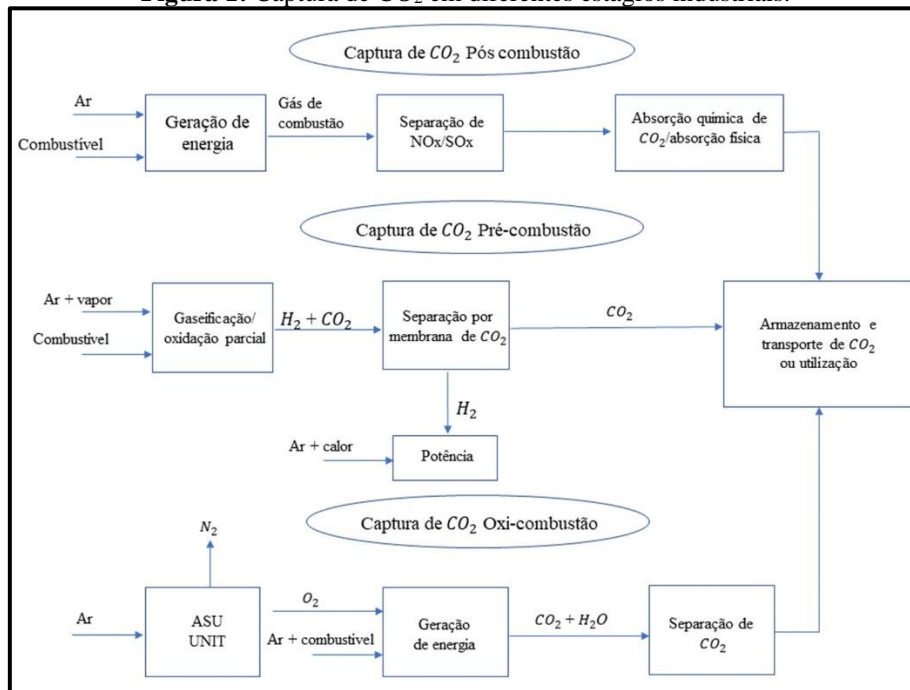 Figura 1: Captura de CO₂ em diferentes estágios industriais.
Captura de CO₂ Pós combustão
Ar
Combustível
Geração de
energia
Gás de
combustão
Separação de
NOx/SOx
Absorção quimica de
CO₂/absorção fisica
Captura de CO₂ Pré-combustão
Ar + vapor
Combustivel
Gaseificação/
oxidação parcial
H₂ + CO₂
Separação por
membrana de CO₂
CO₂
Armazenamento e
transporte de CO₂
ou utilização
H₂
Ar + calor
Potência
Captura de CO₂ Oxi-combustão
N₂
Ar
ASU
UNIT
O₂
Ar + combustivel
Geração
de energia
CO₂ + H₂O
Separação de
CO₂